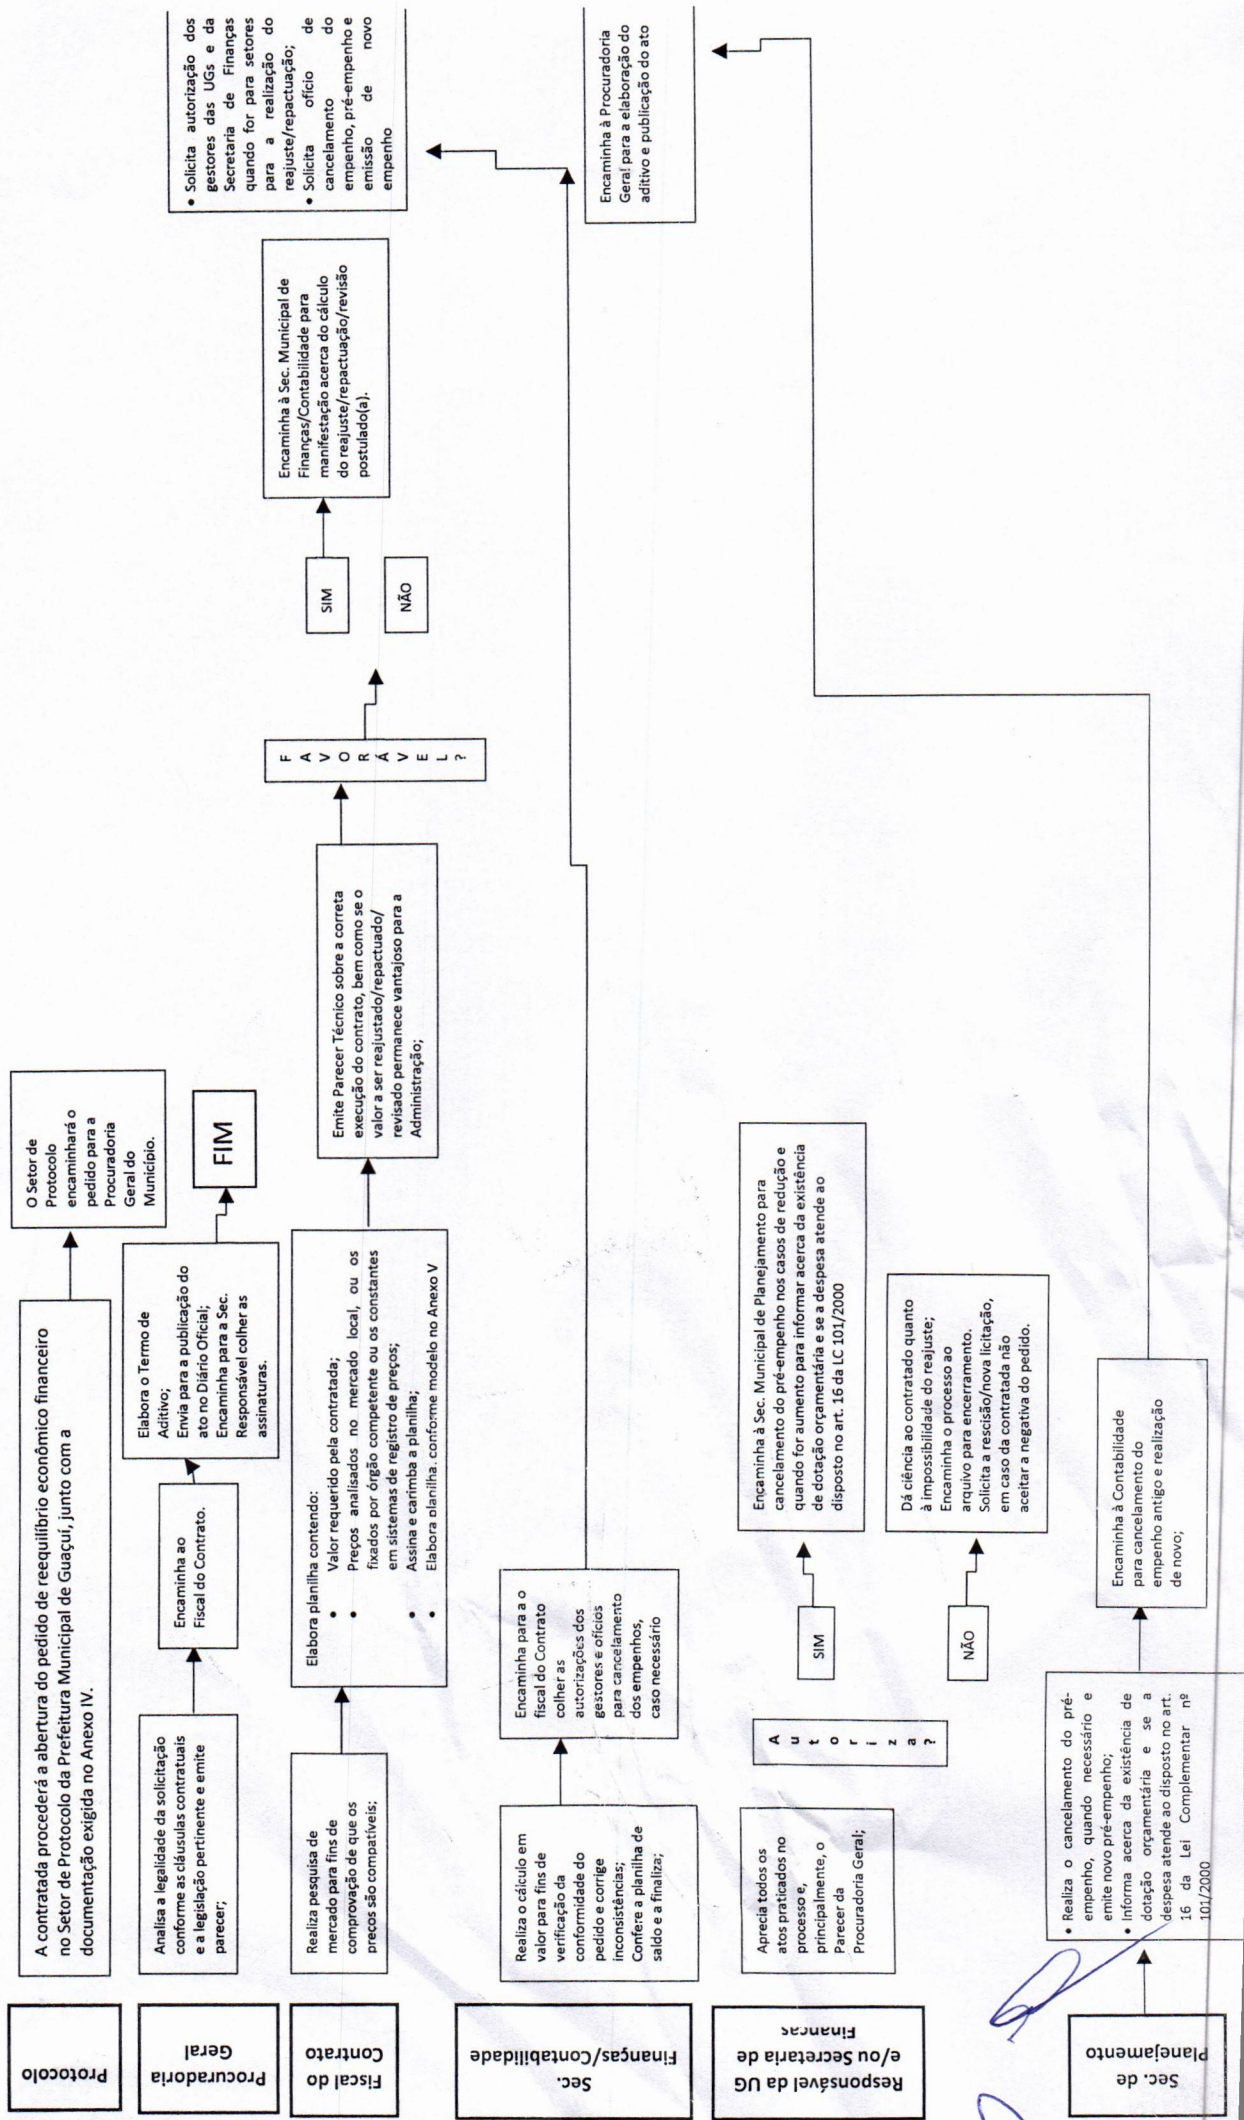 Protocolo
A contratada procederá a abertura do pedido de requilíbrio econômico financeiro
no Setor de Protocolo da Prefeitura Municipal de Guaçuí, junto com a
documentação exigida no Anexo IV.
O Setor de
Protocolo
encaminhará o
pedido para a
Procuradoria
Geral do
Município.
Procuradoria
Geral
Analisa a legalidade da solicitação
conforme as cláusulas contratuais
e a legislação pertinente e emite
parecer;
Encaminha ao
Fiscal do Contrato.
Elabora o Termo de
Aditivo;
Envia para a publicação do
ato no Diário Oficial;
Encaminha para a Sec.
Responsável colher as
assinaturas.
FIM
Fiscal do
Contrato
Realiza pesquisa de
mercado para fins de
comprovação de que os
preços são compatíveis;
Elabora planilha contendo:
• Valor requerido pela contratada;
• Preços analisados no mercado local, ou os
fixados por órgão competente ou os constantes
em sistemas de registro de preços;
• Assina e carimba a planilha;
• Elabora planilha, conforme modelo no Anexo V
Emite Parecer Técnico sobre a correta
execução do contrato, bem como se o
valor a ser reajustado/repactuado/
revisado permanece vantajoso para a
Administração;
F
A
V
O
R
Á
V
E
L
?
SIM
NÃO
Encaminha à Sec. Municipal de
Finanças/Contabilidade para
manifestação acerca do cálculo
do reajuste/repactuação/revisão
postulado(a).
• Solicita autorização dos
gestores das UGs e da
Secretaria de Finanças
quando for para setores
para a realização do
reajuste/repactuação;
• Solicita ofício de
cancelamento do
empenho, pré-empenho e
emissão de novo
empenho
Sec.
Finanças/Contabilidade
Realiza o cálculo em
valor para fins de
verificação da
conformidade do
pedido e corrige
inconsistências;
Confere a planilha de
saldo e a finaliza;
Encaminha para a o
fiscal do Contrato
colher as
autorizações dos
gestores e ofícios
para cancelamento
dos empenhos,
caso necessário
Encaminha à Procuradoria
Geral para a elaboração do
aditivo e publicação do ato
Responsável da UG
e/ou Secretaria de
Finanças
Aprecia todos os
atos praticados no
processo e,
principalmente, o
Parecer da
Procuradoria Geral;
A
u
t
o
r
i
z
a
?
SIM
NÃO
Encaminha à Sec. Municipal de Planejamento para
cancelamento do pré-empenho nos casos de redução e
quando for aumento para informar acerca da existência
de dotação orçamentária e se a despesa atende ao
disposto no art. 16 da LC 101/2000
Dá ciência ao contratado quanto
à impossibilidade do reajuste;
Encaminha o processo ao
arquivo para encerramento.
Solicita a rescisão/nova licitação,
em caso da contratada não
aceitar a negativa do pedido.
Sec. de
Planejamento
• Realiza o cancelamento do pré-
empenho, quando necessário e
emite novo pré-empenho;
• Informa acerca da existência de
dotação orçamentária e se a
despesa atende ao disposto no art.
16 da Lei Complementar nº
101/2000
Encaminha à Contabilidade
para cancelamento do
empenho antigo e realização
de novo;